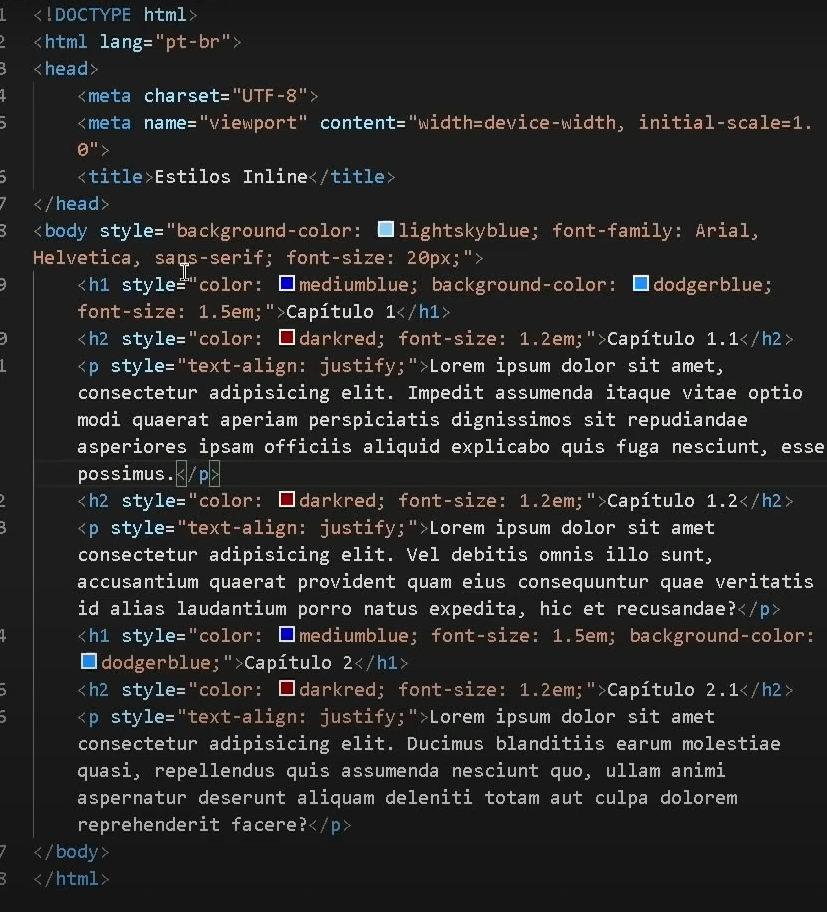 1 <!DOCTYPE html>
2 <html lang="pt-br">
3 <head>
4 <meta charset="UTF-8">
5 <meta name="viewport" content="width=device-width, initial-scale=1.
0">
6 <title>Estilos Inline</title>
7 </head>
8 <body style="background-color: lightskyblue; font-family: Arial,
Helvetica, sans-serif; font-size: 20px;">
9 <h1 style="color: mediumblue; background-color: dodgerblue;
font-size: 1.5em;">Capítulo 1</h1>
0 <h2 style="color: darkred; font-size: 1.2em;">Capítulo 1.1</h2>
1 <p style="text-align: justify;">Lorem ipsum dolor sit amet,
consectetur adipisicing elit. Impedit assumenda itaque vitae optio
modi quaerat aperiam perspiciatis dignissimos sit repudiandae
asperiores ipsam officiis aliquid explicabo quis fuga nesciunt, esse
possimus.</p>
2 <h2 style="color: darkred; font-size: 1.2em;">Capítulo 1.2</h2>
3 <p style="text-align: justify;">Lorem ipsum dolor sit amet
consectetur adipisicing elit. Vel debitis omnis illo sunt,
accusantium quaerat provident quam eius consequuntur quae veritatis
id alias laudantium porro natus expedita, hic et recusandae?</p>
4 <h1 style="color: mediumblue; font-size: 1.5em; background-color:
dodgerblue;">Capítulo 2</h1>
5 <h2 style="color: darkred; font-size: 1.2em;">Capítulo 2.1</h2>
6 <p style="text-align: justify;">Lorem ipsum dolor sit amet
consectetur adipisicing elit. Ducimus blanditiis earum molestiae
quasi, repellendus quis assumenda nesciunt quo, ullam animi
aspernatur deserunt aliquam deleniti totam aut culpa dolorem
reprehenderit facere?</p>
7 </body>
8 </html>